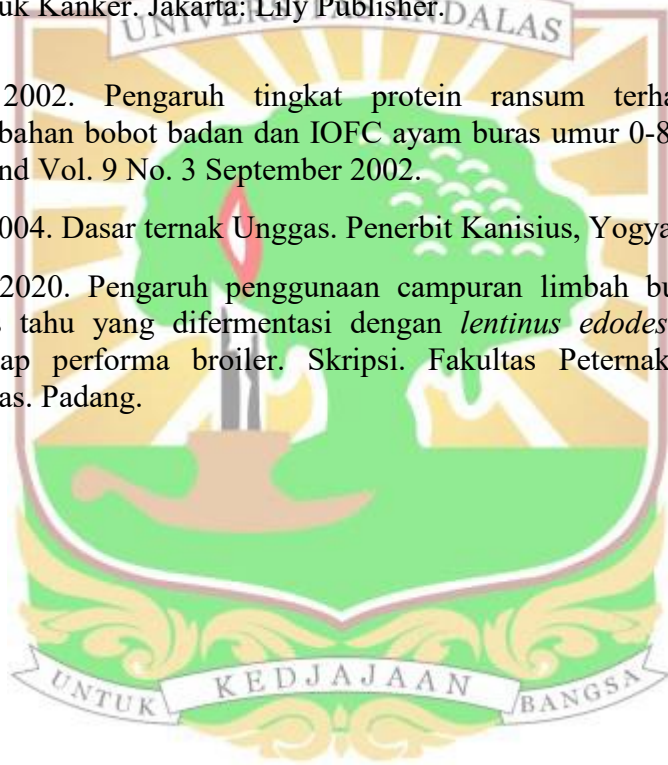 uk Kanker. Jakarta: Lily Publisher.
UNIVERSITAS ANDALAS
2002. Pengaruh tingkat protein ransum terha
bahan bobot badan dan IOFC ayam buras umur 0-8
nd Vol. 9 No. 3 September 2002.
004. Dasar ternak Unggas. Penerbit Kanisius, Yogya
2020. Pengaruh penggunaan campuran limbah bu
s tahu yang difermentasi dengan lentinus edodes
ap performa broiler. Skripsi. Fakultas Peternak
as. Padang.
UNTUK KEDJAJAAN BANGSA